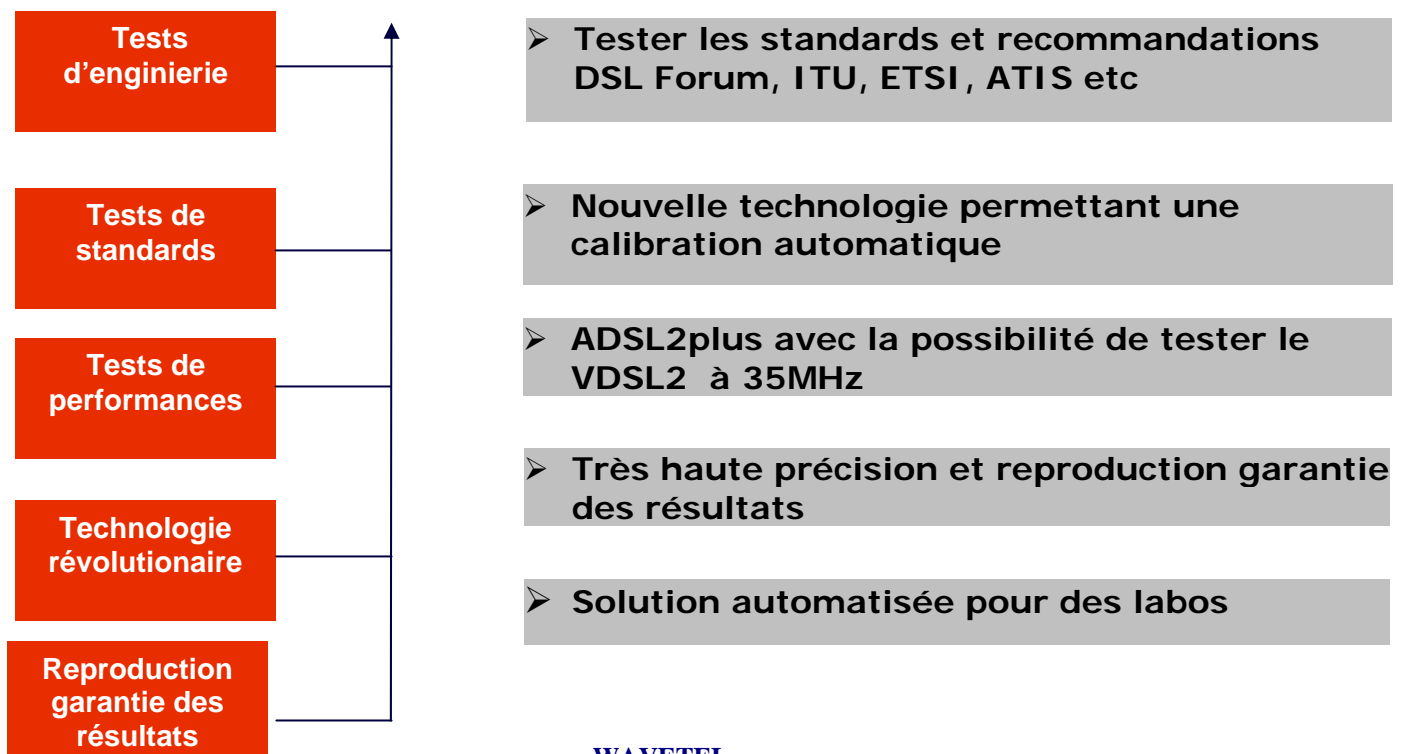 Tests
d'enginierie
Tests de
standards
Tests de
performances
Technologie
révolutionaire
Reproduction
garantie des
résultats
➢ Tester les standards et recommandations
DSL Forum, ITU, ETSI, ATIS etc
➢ Nouvelle technologie permettant une
calibration automatique
➢ ADSL2plus avec la possibilité de tester le
VDSL2 à 35MHz
➢ Très haute précision et reproduction garantie
des résultats
➢ Solution automatisée pour des labos
WAVETEL